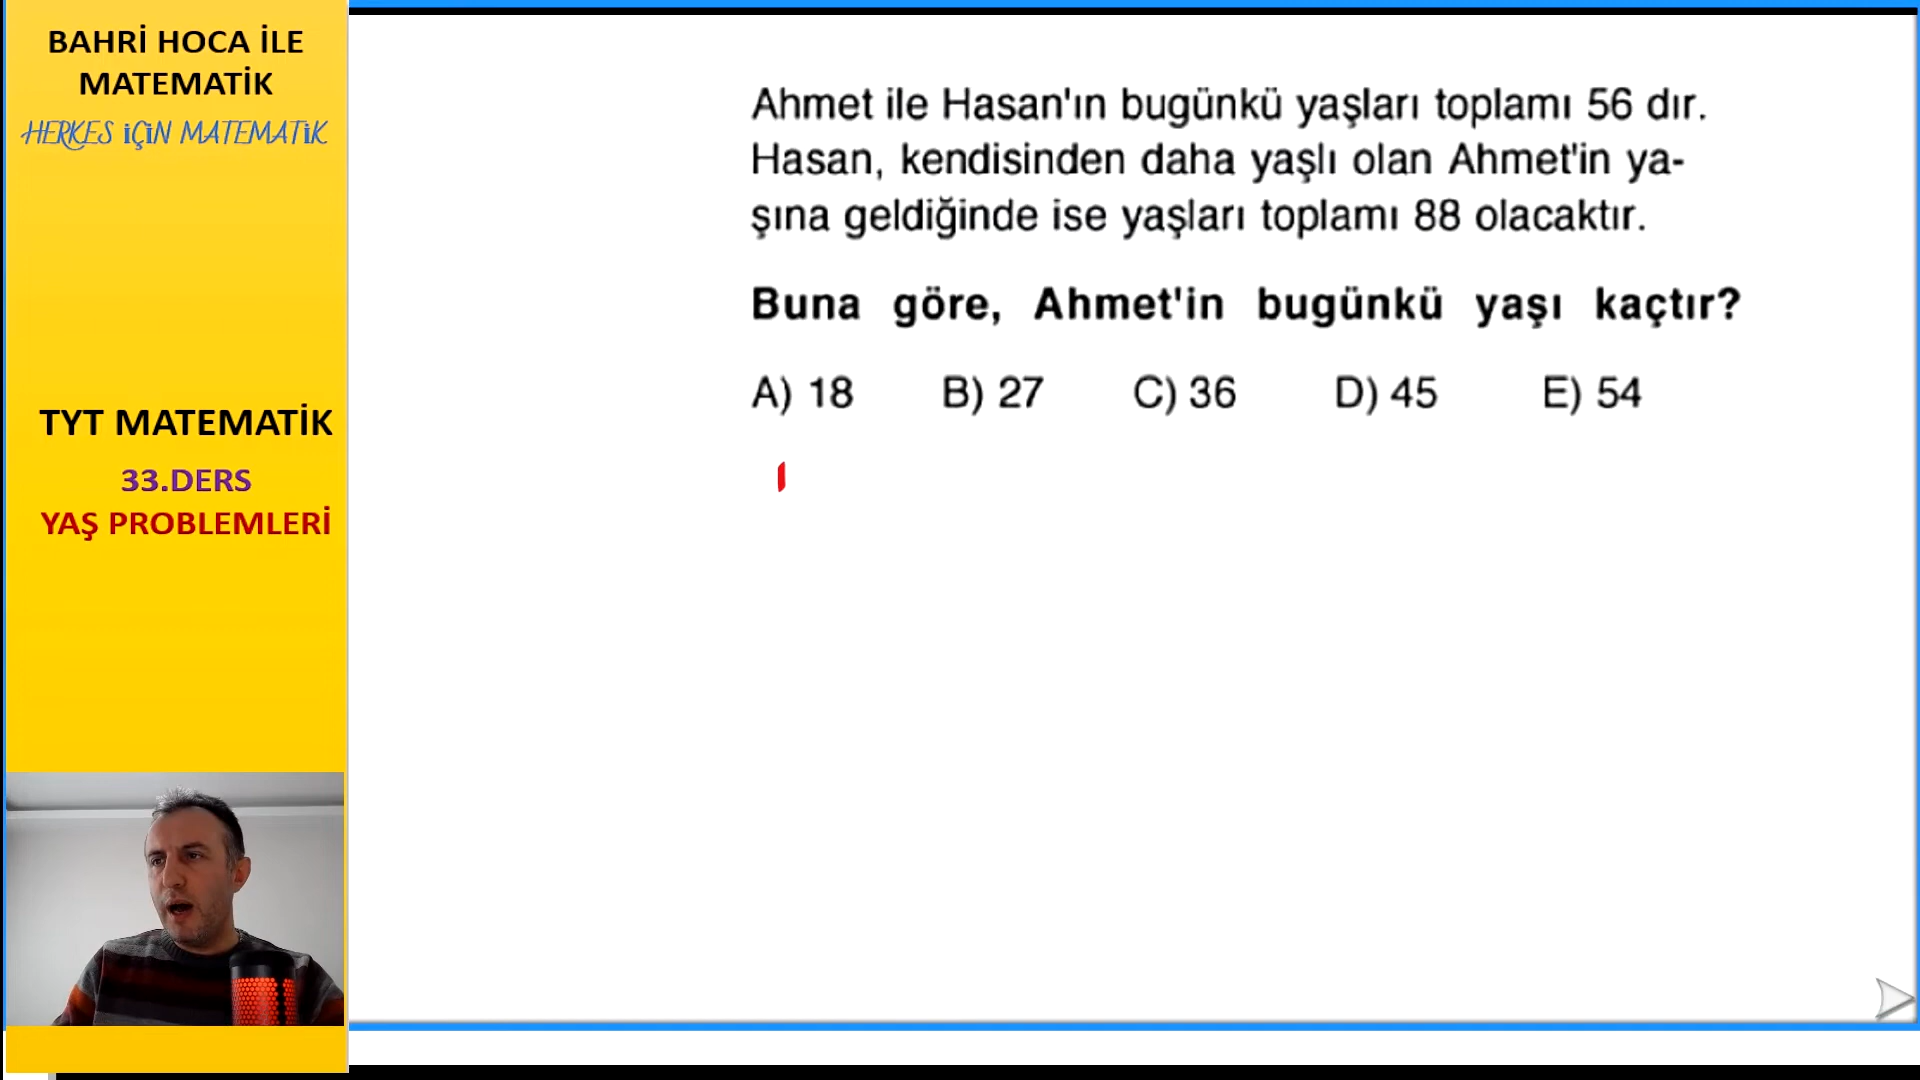 BAHRİ HOCA İLE
MATEMATİK
HERKES İÇİN MATEMATİK
TYT MATEMATİK
33.DERS
YAŞ PROBLEMLERİ
Ahmet ile Hasan'ın bugünkü yaşları toplamı 56 dır.
Hasan, kendisinden daha yaşlı olan Ahmet'in ya-
şına geldiğinde ise yaşları toplamı 88 olacaktır.
Buna göre, Ahmet'in bugünkü yaşı kaçtır?
A) 18 B) 27 C) 36 D) 45 E) 54